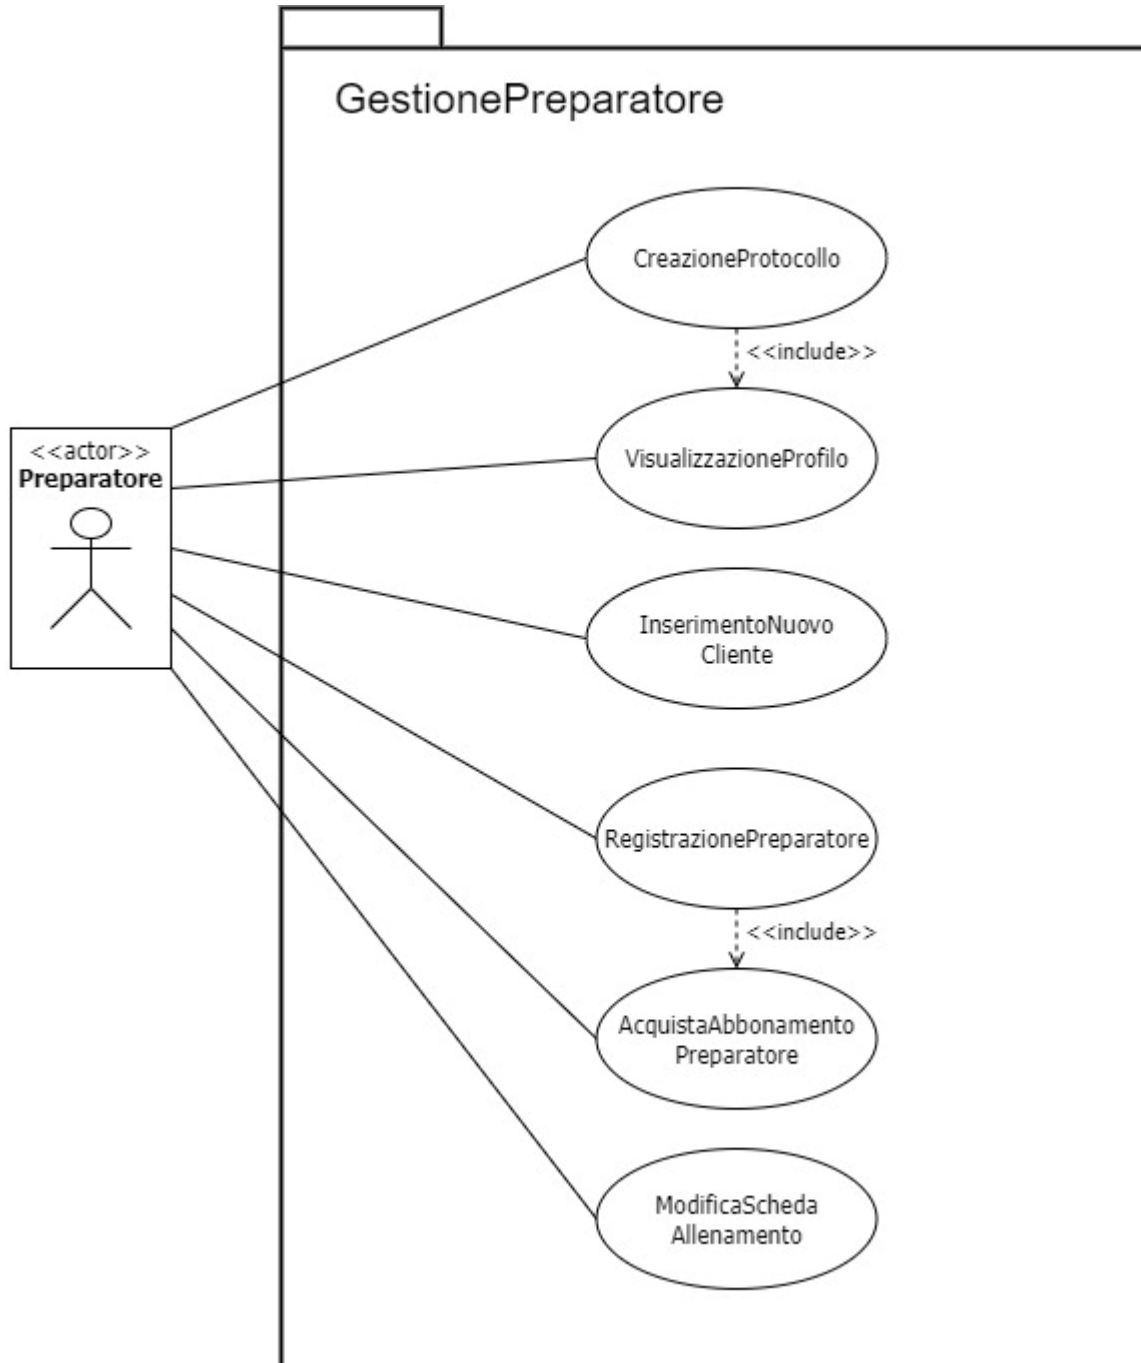 GestionePreparatore
CreazioneProtocollo
<<include>>
<<actor>>
Preparatore
VisualizzazioneProfilo
InserimentoNuovo
Cliente
RegistrazionePreparatore
<<include>>
AcquistaAbbonamento
Preparatore
ModificaScheda
Allenamento